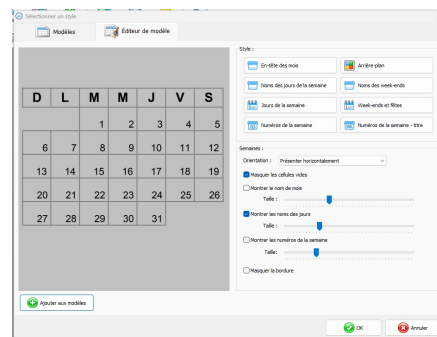 Sélectionner un style
Modèles
Éditeur de modèle
D L M M J V S
1 2 3 4 5
6 7 8 9 10 11 12
13 14 15 16 17 18 19
20 21 22 23 24 25 26
27 28 29 30 31
Ajouter aux modèles
Style :
En-tête des mois
Arrière-plan
Noms des jours de la semaine
Noms des week-ends
Jours de la semaine
Week-ends et fêtes
Numéros de la semaine
Numéros de la semaine - titre
Semaines :
Orientation : Présenter horizontalement
Masquer les cellules vides
Montrer le nom de mois
Taille :
Montrer les noms des jours
Taille :
Montrer les numéros de la semaine
Taille:
Masquer la bordure
OK
Annuler